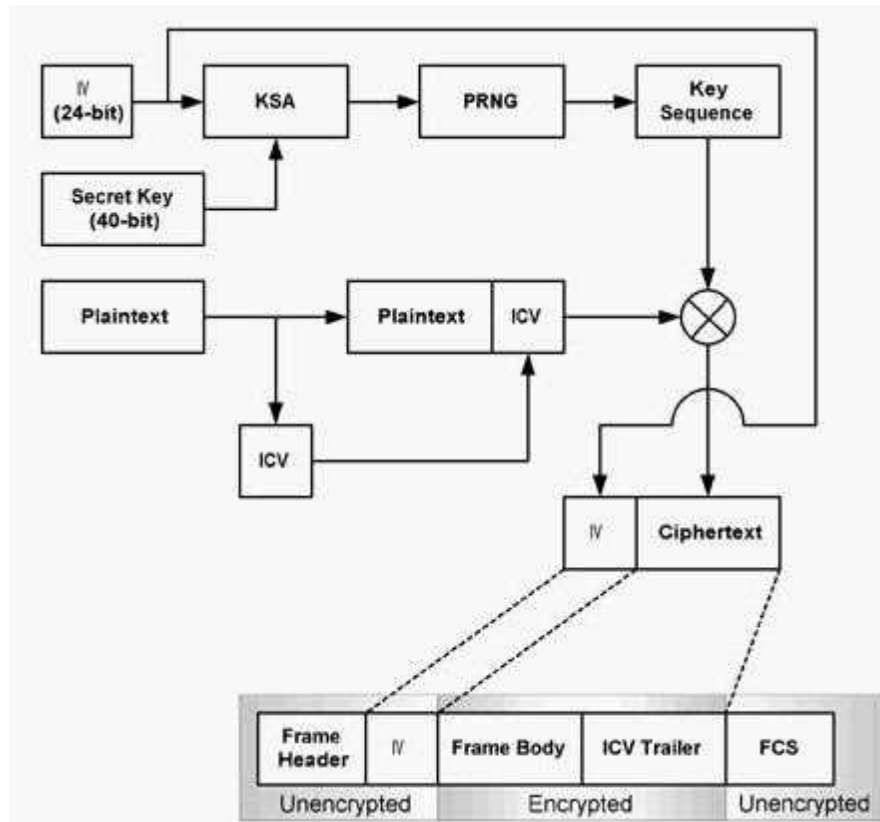 IV
(24-bit)
KSA
PRNG
Key
Sequence
Secret Key
(40-bit)
Plaintext
Plaintext
ICV
ICV
IV
Ciphertext
Frame
Header
IV
Frame Body
ICV Trailer
FCS
Unencrypted
Encrypted
Unencrypted